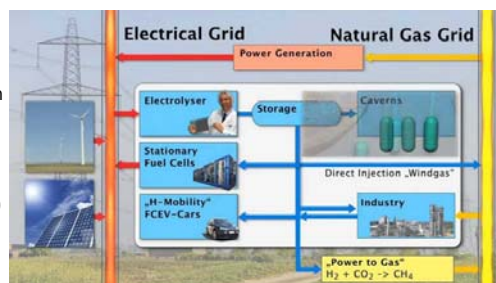 Electrical Grid
Natural Gas Grid
Power Generation
Electrolyser
Storage
Caverns
Stationary
Fuel Cells
Direct Injection „Windgas"
„H-Mobility"
FCEV-Cars
Industry
„Power to Gas"
H₂ + CO₂ -> CH₄